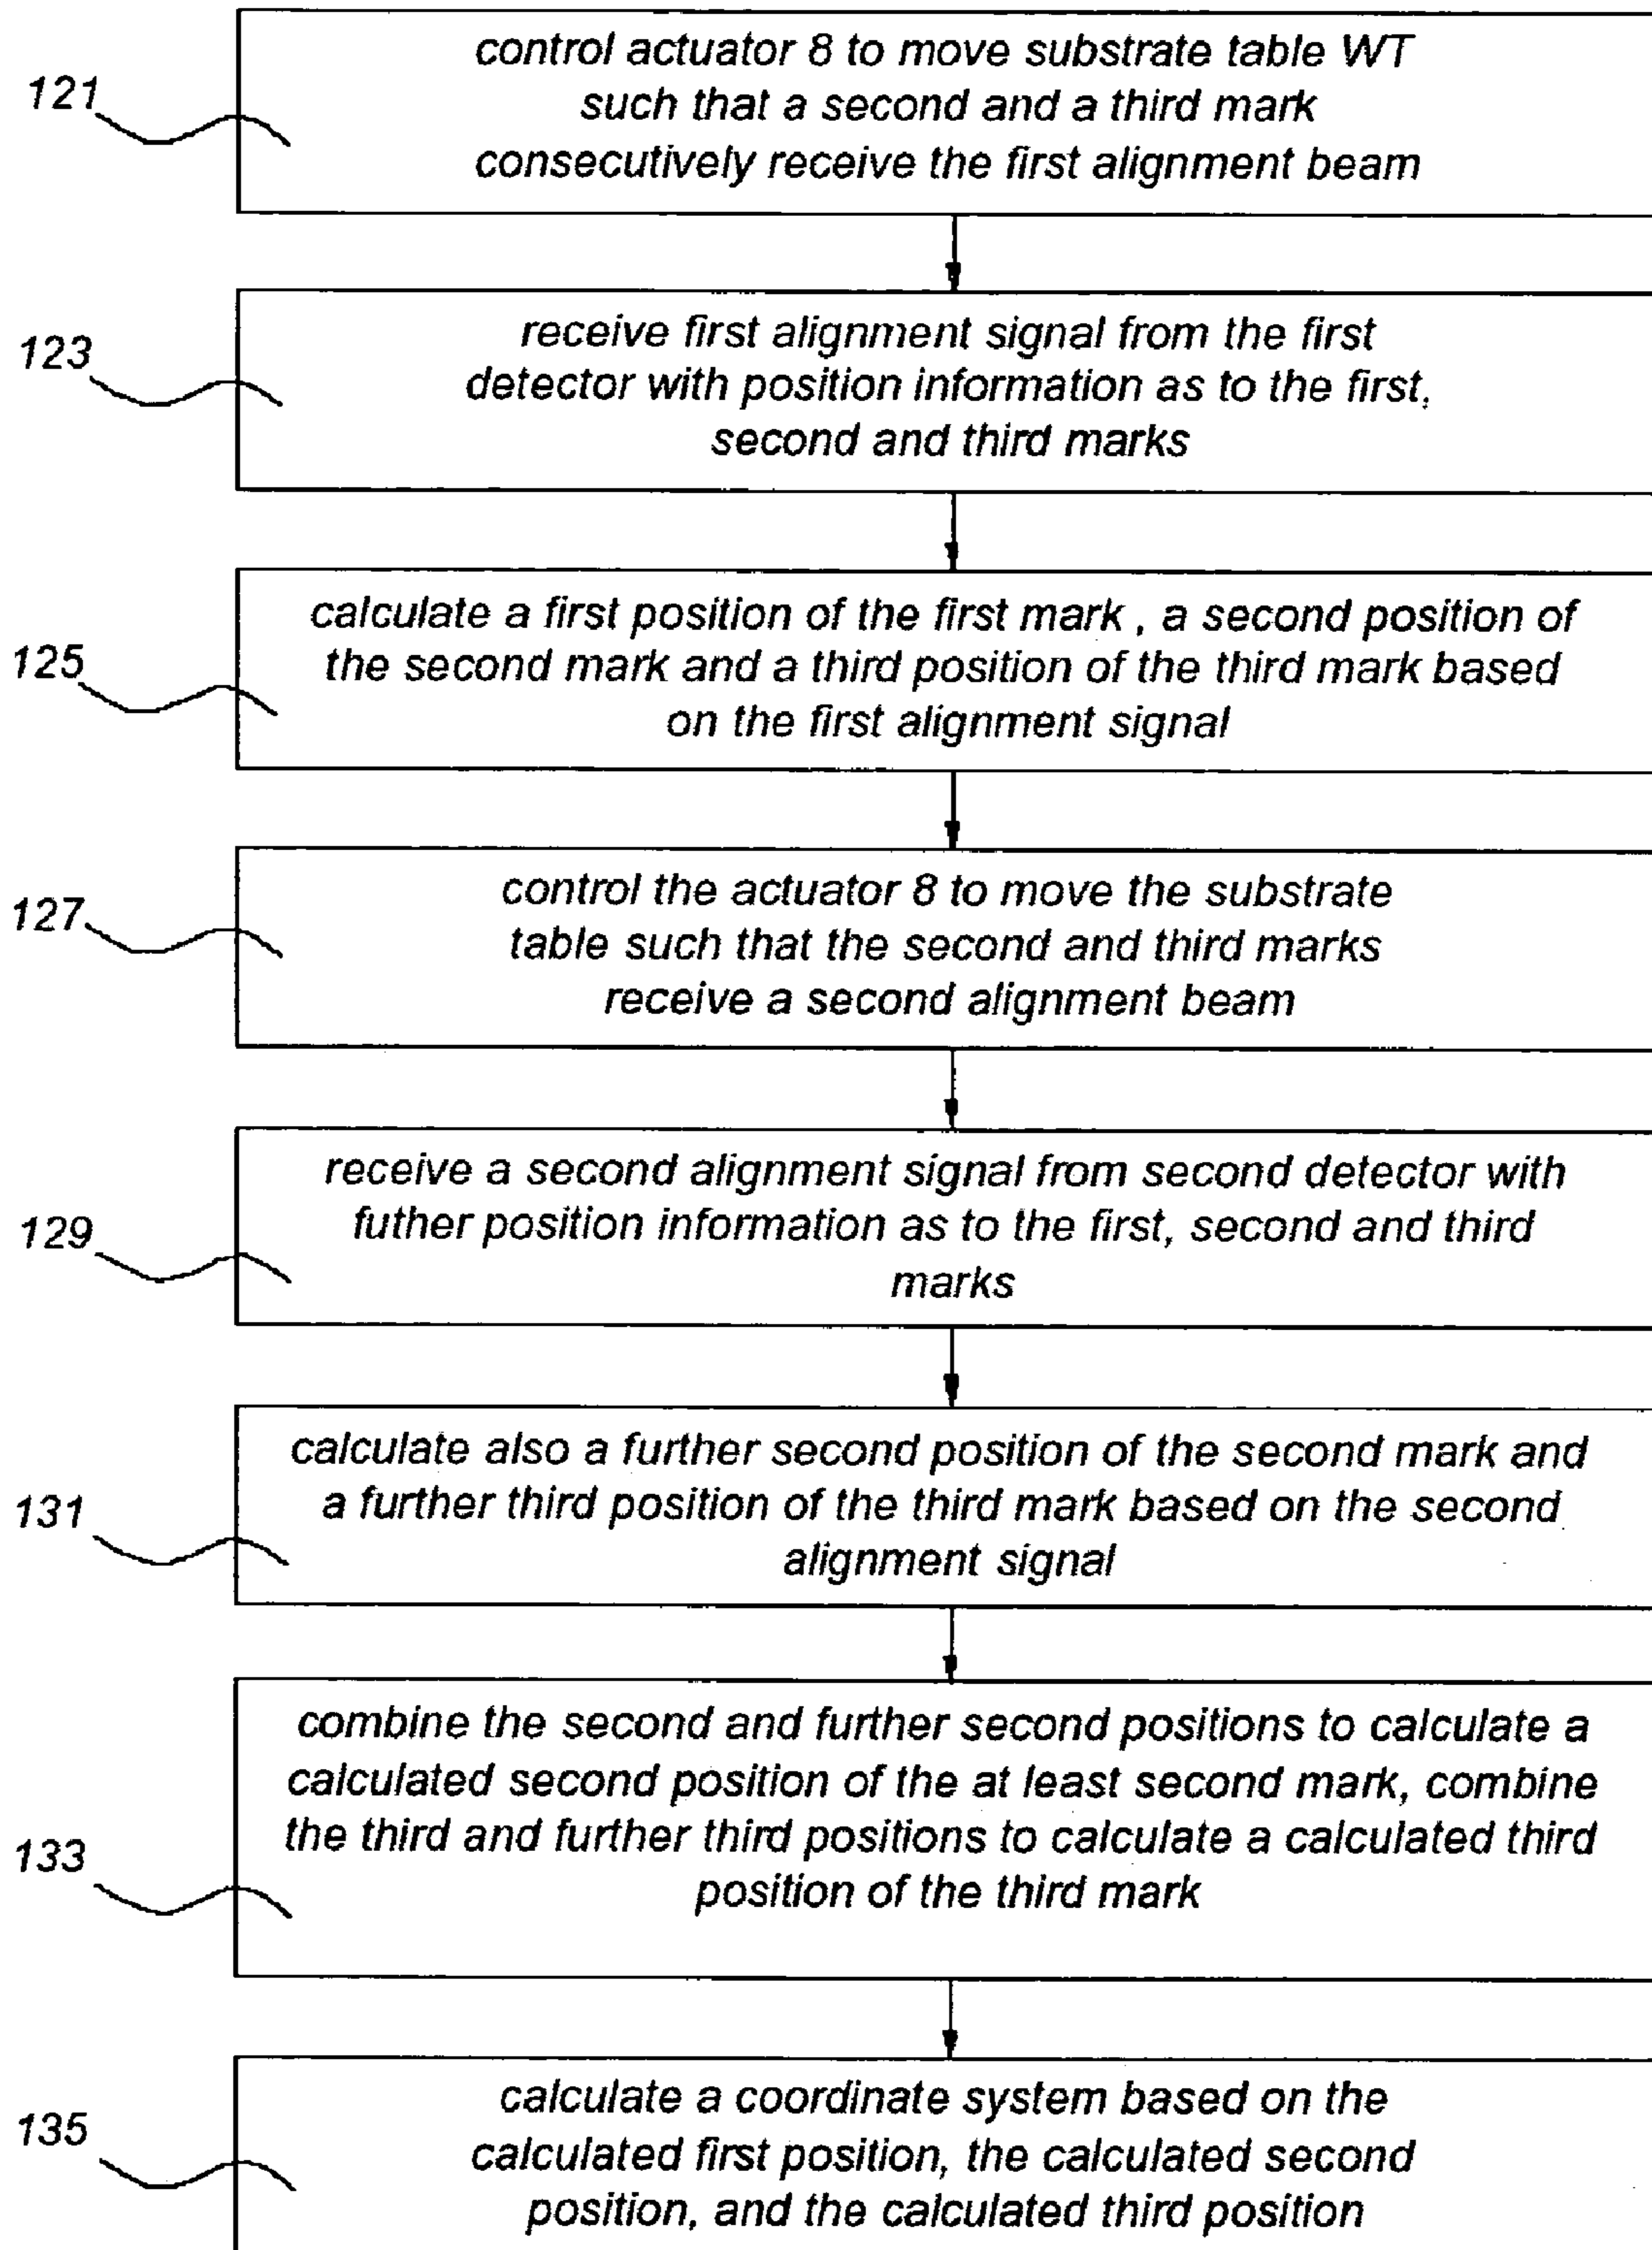 121
control actuator 8 to move substrate table WT
such that a second and a third mark
consecutively receive the first alignment beam
123
receive first alignment signal from the first
detector with position information as to the first,
second and third marks
125
calculate a first position of the first mark , a second position of
the second mark and a third position of the third mark based
on the first alignment signal
127
control the actuator 8 to move the substrate
table such that the second and third marks
receive a second alignment beam
129
receive a second alignment signal from second detector with
futher position information as to the first, second and third
marks
131
calculate also a further second position of the second mark and
a further third position of the third mark based on the second
alignment signal
133
combine the second and further second positions to calculate a
calculated second position of the at least second mark, combine
the third and further third positions to calculate a calculated third
position of the third mark
135
calculate a coordinate system based on the
calculated first position, the calculated second
position, and the calculated third position